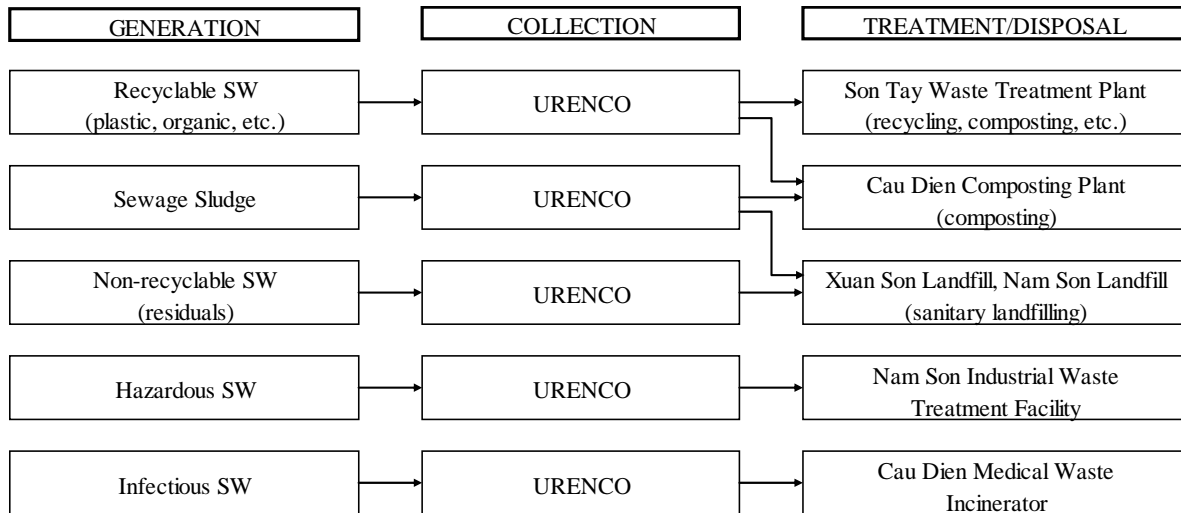 GENERATION
COLLECTION
TREATMENT/DISPOSAL
Recyclable SW
(plastic, organic, etc.)
URENCO
Son Tay Waste Treatment Plant
(recycling, composting, etc.)
Sewage Sludge
URENCO
Cau Dien Composting Plant
(composting)
Non-recyclable SW
(residuals)
URENCO
Xuan Son Landfill, Nam Son Landfill
(sanitary landfilling)
Hazardous SW
URENCO
Nam Son Industrial Waste
Treatment Facility
Infectious SW
URENCO
Cau Dien Medical Waste
Incinerator